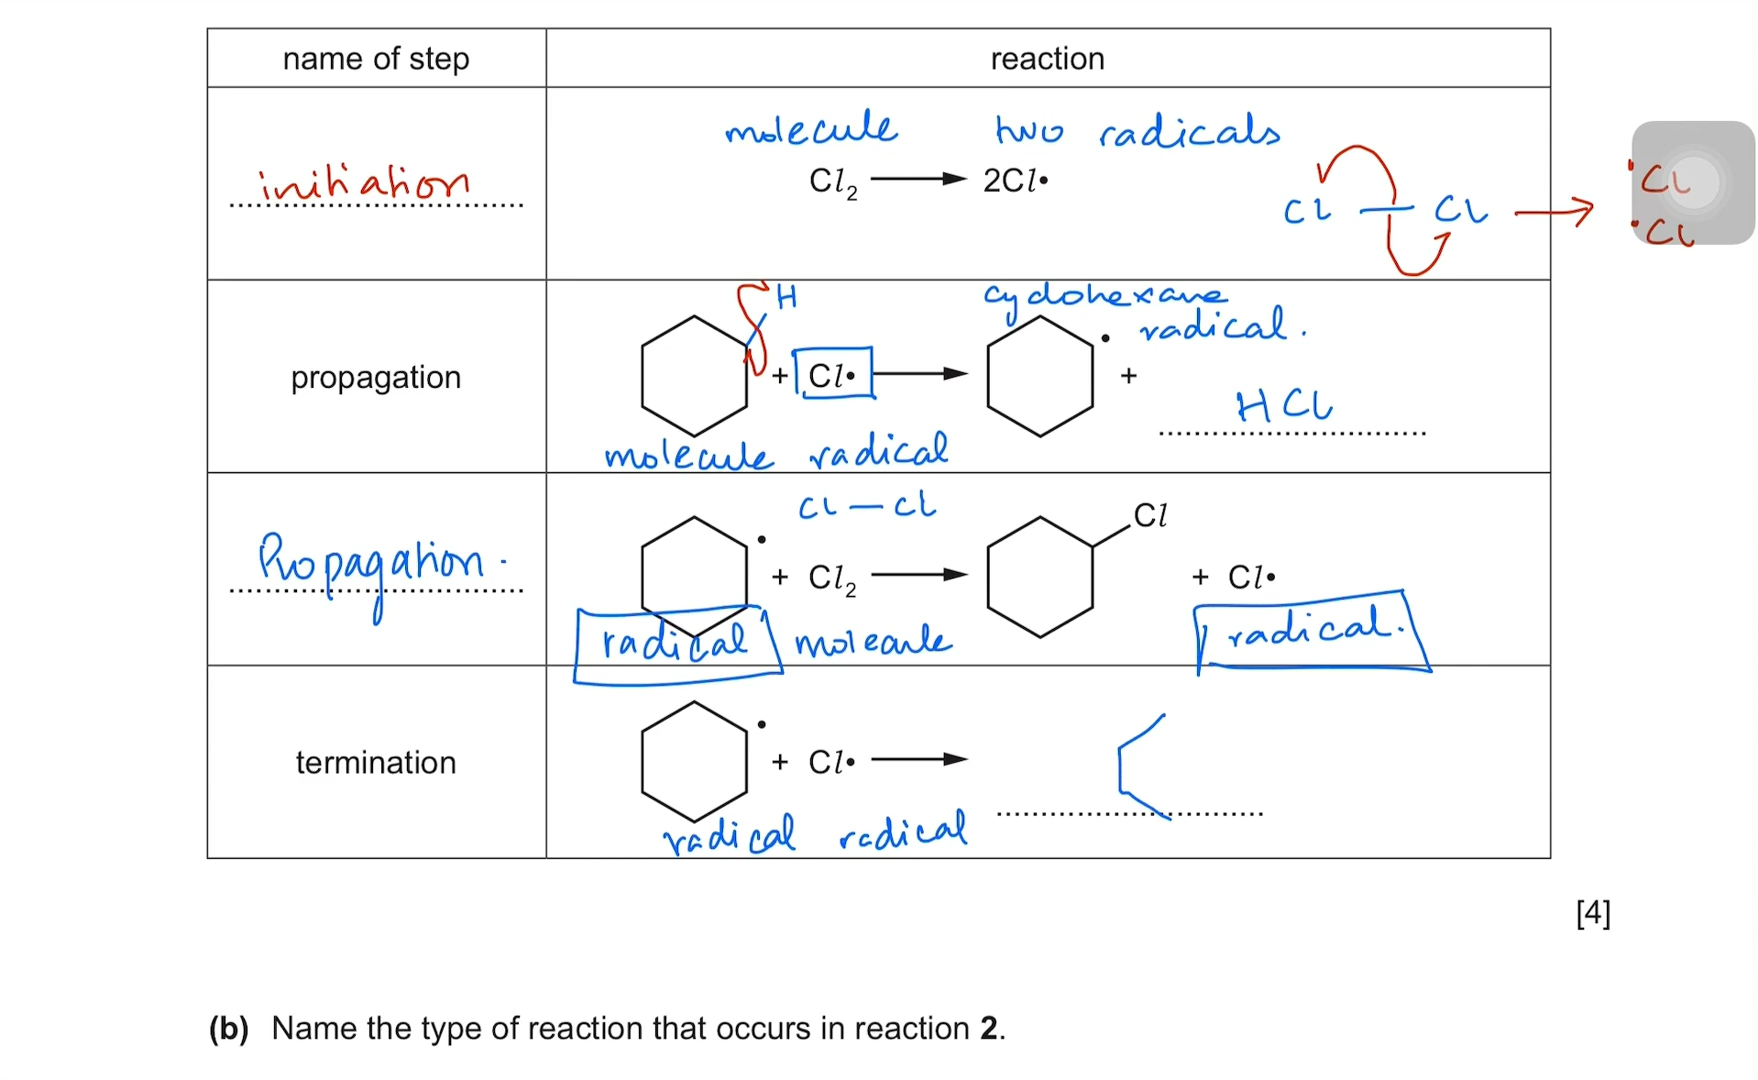 name of step reaction
molecule two radicals
initiation Cl₂ → 2Cl•
Cl — Cl → •Cl
•Cl
H cyclohexane
radical.
propagation + Cl• → • +
HCl
molecule radical
Cl — Cl
Cl
Propagation. • + Cl₂ → + Cl•
radical molecule radical.
termination • + Cl• →
radical radical
[4]
(b) Name the type of reaction that occurs in reaction 2.